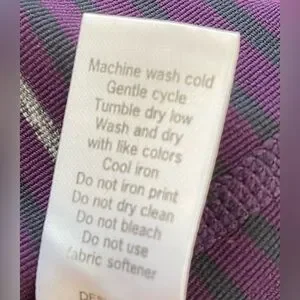 Machine wash cold
Gentle cycle
Tumble dry low
Wash and dry
with like colors
Cool iron
Do not iron print
Do not dry clean
Do not bleach
Do not use
fabric softener